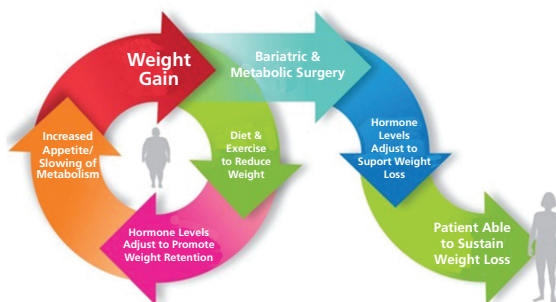 Weight
Gain
Bariatric &
Metabolic Surgery
Diet &
Exercise
to Reduce
Weight
Hormone Levels
Adjust to Promote
Weight Retention
Increased
Appetite/
Slowing of
Metabolism
Hormone
Levels
Adjust to
Suport Weight
Loss
Patient Able
to Sustain
Weight Loss